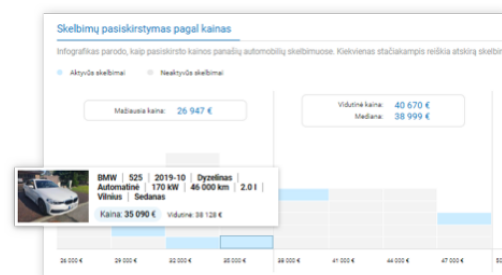 Skelbimų pasiskirstymas pagal kainas
Infografikas parodo, kaip pasiskirsto kainos panašių automobilių skelbimuose. Kiekvienas stačiakampis reiškia atskirą
Aktyvūs skelbimai Neaktyvūs skelbimai
Mažiausia kaina: 26 947 €
Vidutinė kaina: 40 670 €
Mediana: 38 999 €
BMW | 525 | 2019-10 | Dyzelinas |
Automatinė | 170 kW | 46 000 km | 2.0 l |
Vilnius | Sedanas
Kaina: 35 090 € Vidutinė: 38 128 €
26 000 € 29 000 € 32 000 € 35 000 € 38 000 € 41 000 € 44 000 € 47 000 €